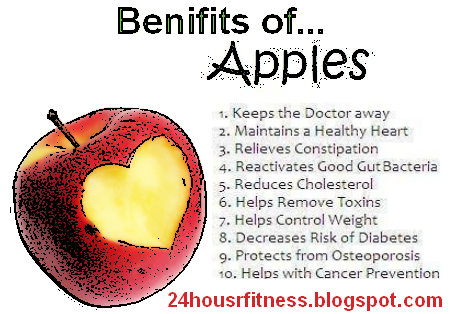 Benifits of...
Apples
1. Keeps the Doctor away
2. Maintains a Healthy Heart
3. Relieves Constipation
4. Reactivates Good Gut Bacteria
5. Reduces Cholesterol
6. Helps Remove Toxins
7. Helps Control Weight
8. Decreases Risk of Diabetes
9. Protects from Osteoporosis
10. Helps with Cancer Prevention
24housrfitness.blogspot.com